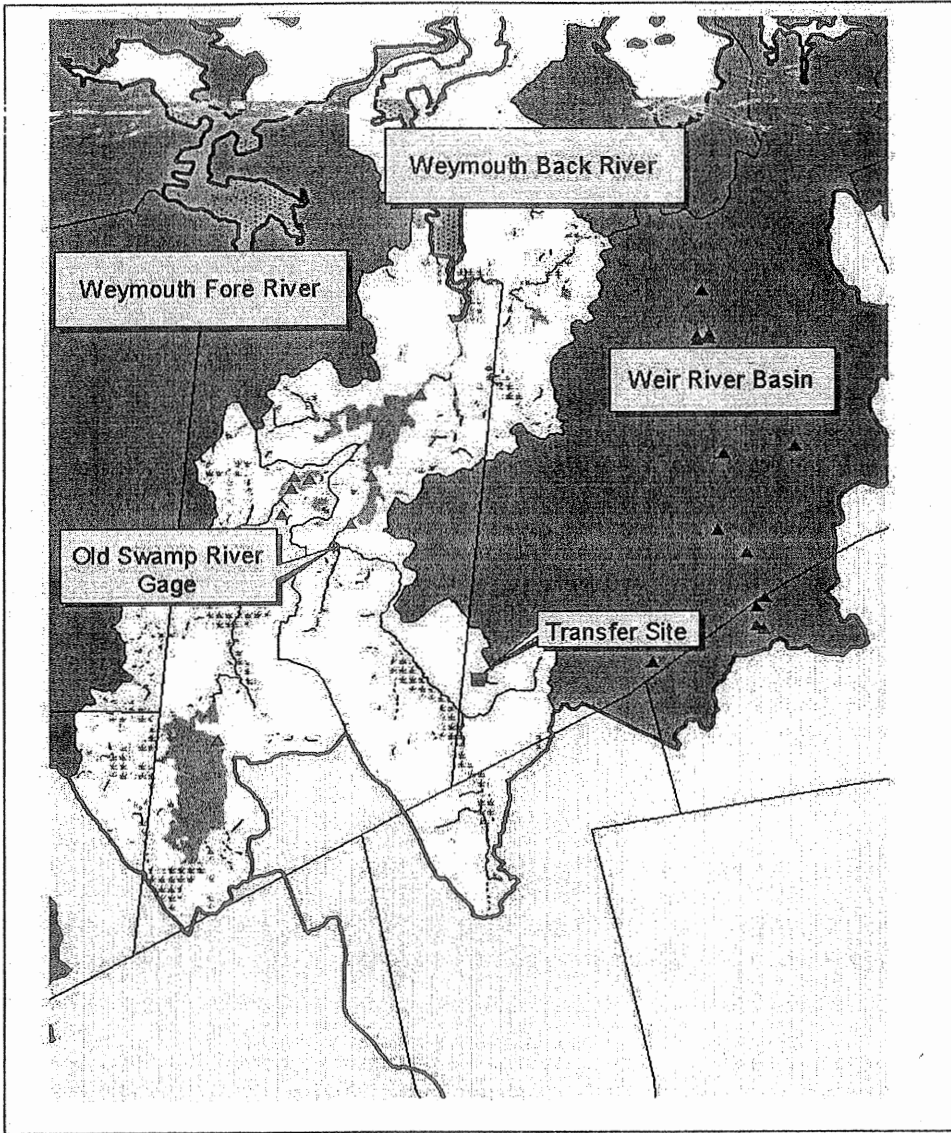 Weymouth Back River
Weymouth Fore River
Weir River Basin
Old Swamp River
Gage
Transfer Site